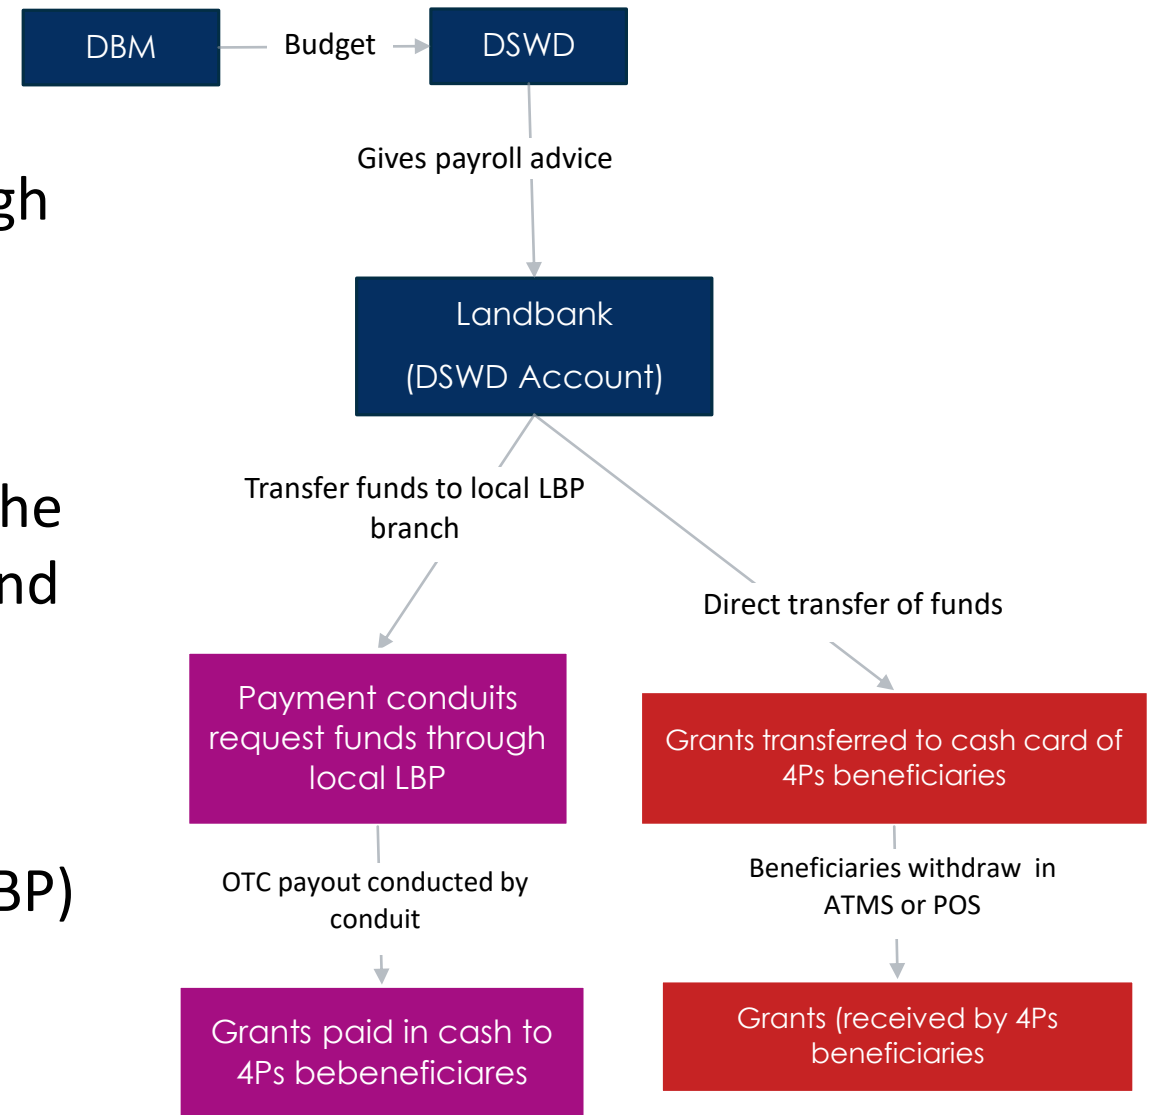 DBM
Budget
DSWD
Gives payroll advice
gh
Landbank
(DSWD Account)
Transfer funds to local LBP
branch
he
nd
Direct transfer of funds
Payment conduits
request funds through
local LBP
Grants transferred to cash card of
4Ps beneficiaries
BP)
OTC payout conducted by
conduit
Beneficiaries withdraw in
ATMS or POS
Grants paid in cash to
4Ps bebeneficiares
Grants (received by 4Ps
beneficiaries